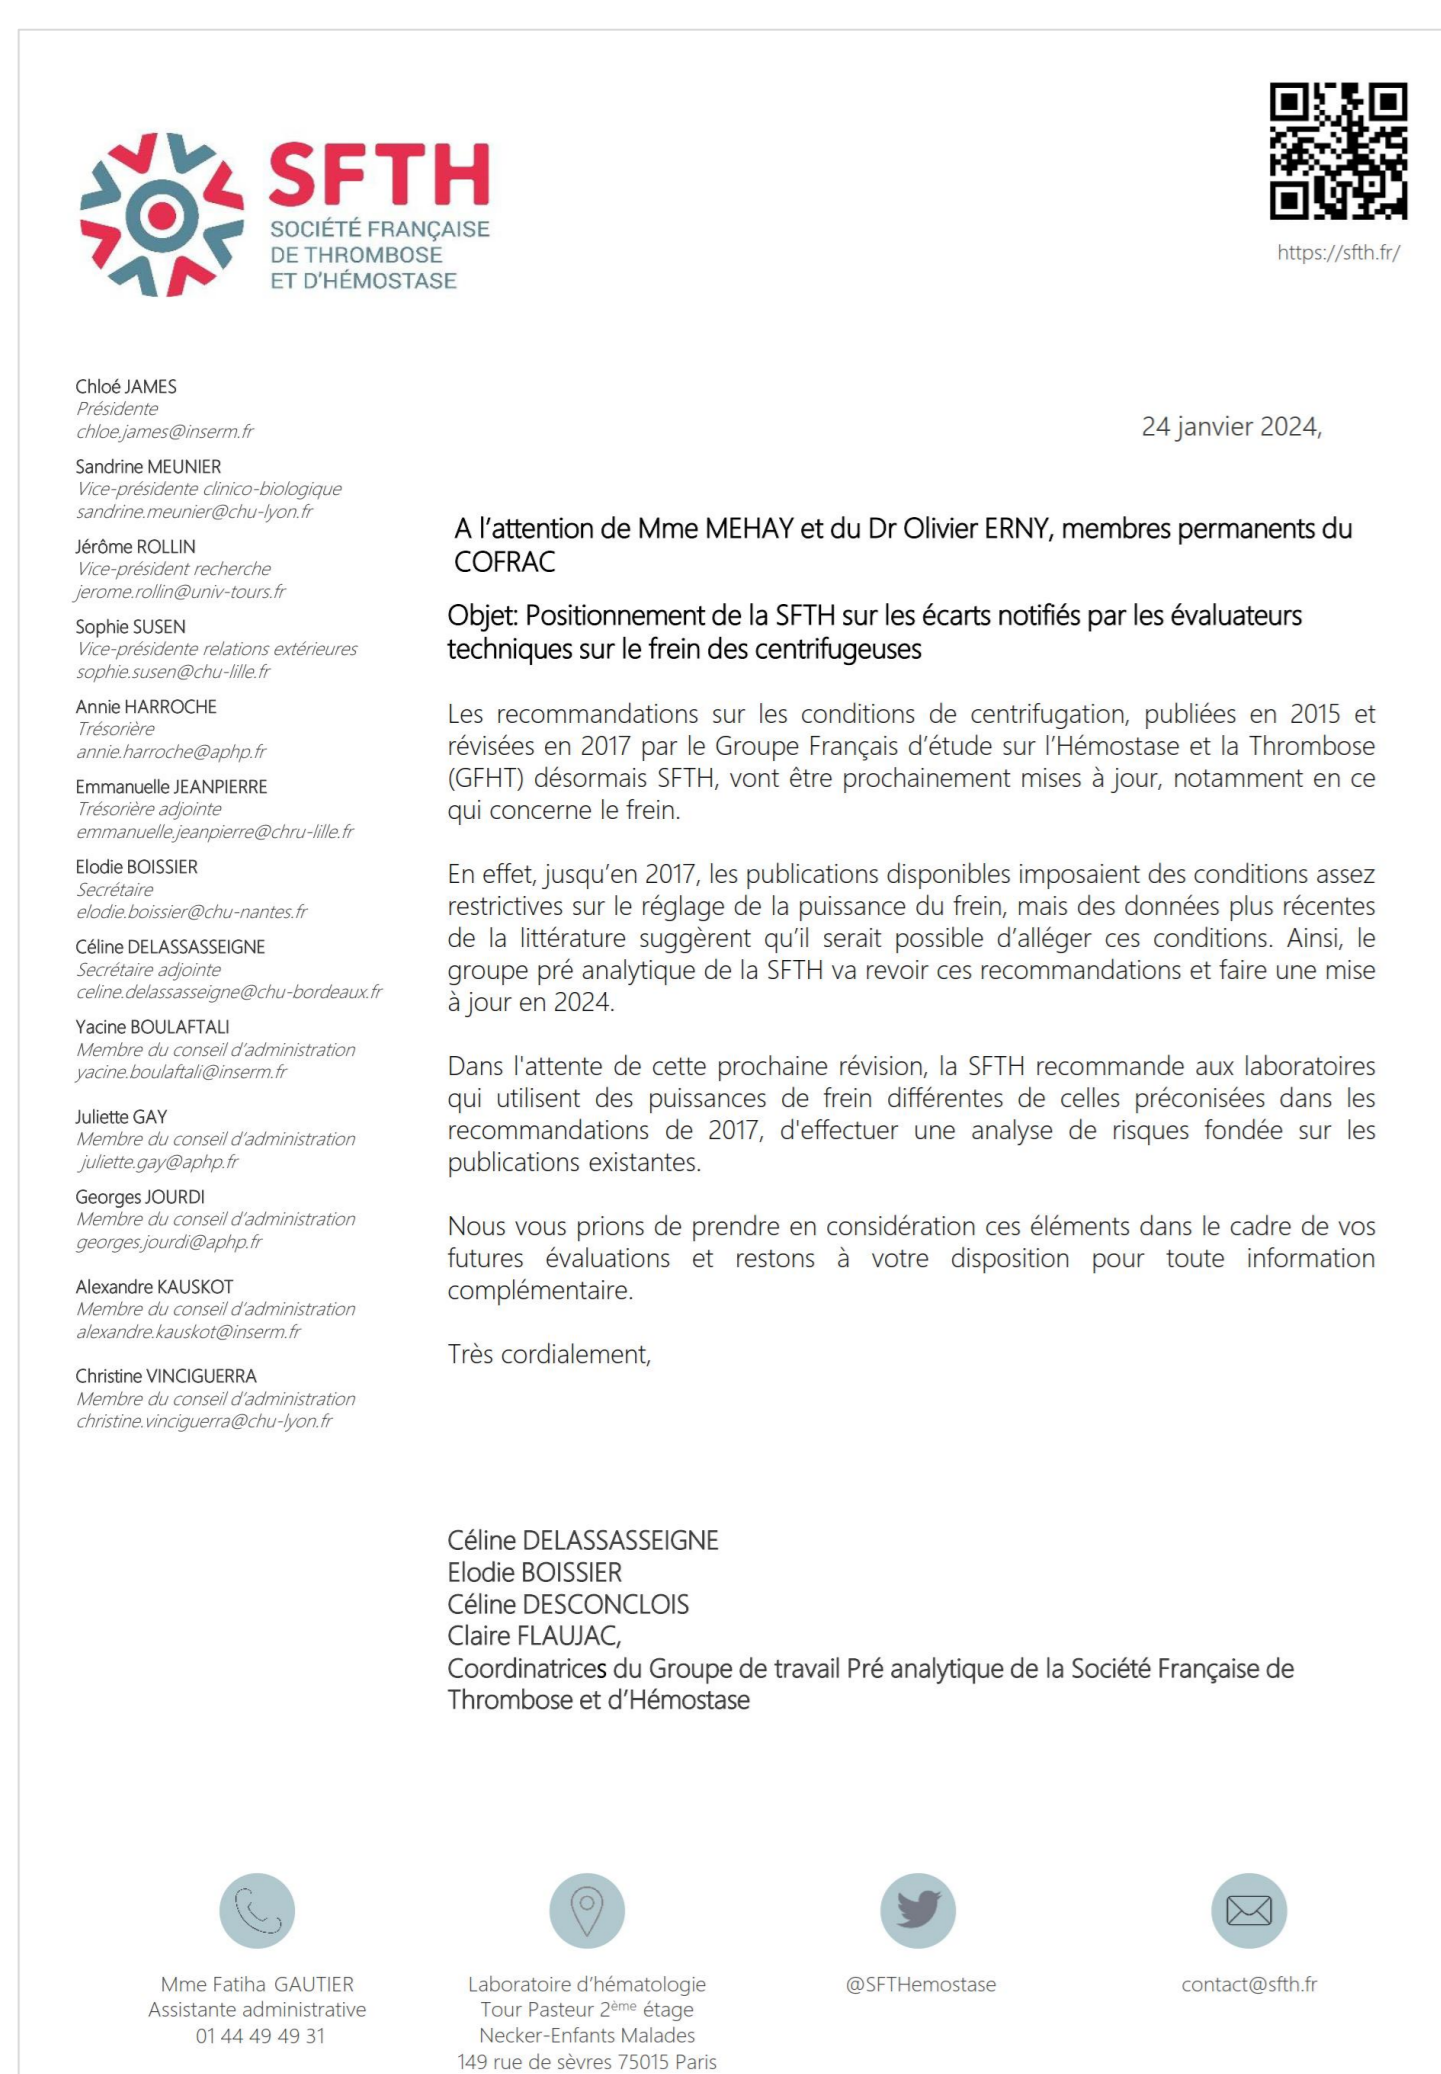 SFTH
SOCIÉTÉ FRANÇAISE
DE THROMBOSE
ET D'HÉMOSTASE
https://sfth.fr/
Chloé JAMES
Présidente
chloe.james@inserm.fr
Sandrine MEUNIER
Vice-présidente clinico-biologique
sandrine.meunier@chu-lyon.fr
Jérôme ROLLIN
Vice-président recherche
jerome.rollin@univ-tours.fr
Sophie SUSEN
Vice-présidente relations extérieures
sophie.susen@chu-lille.fr
Annie HARROCHE
Trésorière
annie.harroche@aphp.fr
Emmanuelle JEANPIERRE
Trésorière adjointe
emmanuelle.jeanpierre@chru-lille.fr
Elodie BOISSIER
Secrétaire
elodie.boissier@chu-nantes.fr
Céline DELASSASSEIGNE
Secrétaire adjointe
celine.delassasseigne@chu-bordeaux.fr
Yacine BOULAFTALI
Membre du conseil d'administration
yacine.boulaftali@inserm.fr
Juliette GAY
Membre du conseil d'administration
juliette.gay@aphp.fr
Georges JOURDI
Membre du conseil d'administration
georges.jourdi@aphp.fr
Alexandre KAUSKOT
Membre du conseil d'administration
alexandre.kauskot@inserm.fr
Christine VINCIGUERRA
Membre du conseil d'administration
christine.vinciguerra@chu-lyon.fr
24 janvier 2024,
A l'attention de Mme MEHAY et du Dr Olivier ERNY, membres permanents du
COFRAC
Objet: Positionnement de la SFTH sur les écarts notifiés par les évaluateurs
techniques sur le frein des centrifugeuses
Les recommandations sur les conditions de centrifugation, publiées en 2015 et
révisées en 2017 par le Groupe Français d'étude sur l'Hémostase et la Thrombose
(GFHT) désormais SFTH, vont être prochainement mises à jour, notamment en ce
qui concerne le frein.
En effet, jusqu'en 2017, les publications disponibles imposaient des conditions assez
restrictives sur le réglage de la puissance du frein, mais des données plus récentes
de la littérature suggèrent qu'il serait possible d'alléger ces conditions. Ainsi, le
groupe pré analytique de la SFTH va revoir ces recommandations et faire une mise
à jour en 2024.
Dans l'attente de cette prochaine révision, la SFTH recommande aux laboratoires
qui utilisent des puissances de frein différentes de celles préconisées dans les
recommandations de 2017, d'effectuer une analyse de risques fondée sur les
publications existantes.
Nous vous prions de prendre en considération ces éléments dans le cadre de vos
futures évaluations et restons à votre disposition pour toute information
complémentaire.
Très cordialement,
Céline DELASSASSEIGNE
Elodie BOISSIER
Céline DESCONCLOIS
Claire FLAUJAC,
Coordinatrices du Groupe de travail Pré analytique de la Société Française de
Thrombose et d'Hémostase
Mme Fatiha GAUTIER
Assistante administrative
01 44 49 49 31
Laboratoire d'hématologie
Tour Pasteur 2ème étage
Necker-Enfants Malades
149 rue de sèvres 75015 Paris
@SFTHemostase
contact@sfth.fr